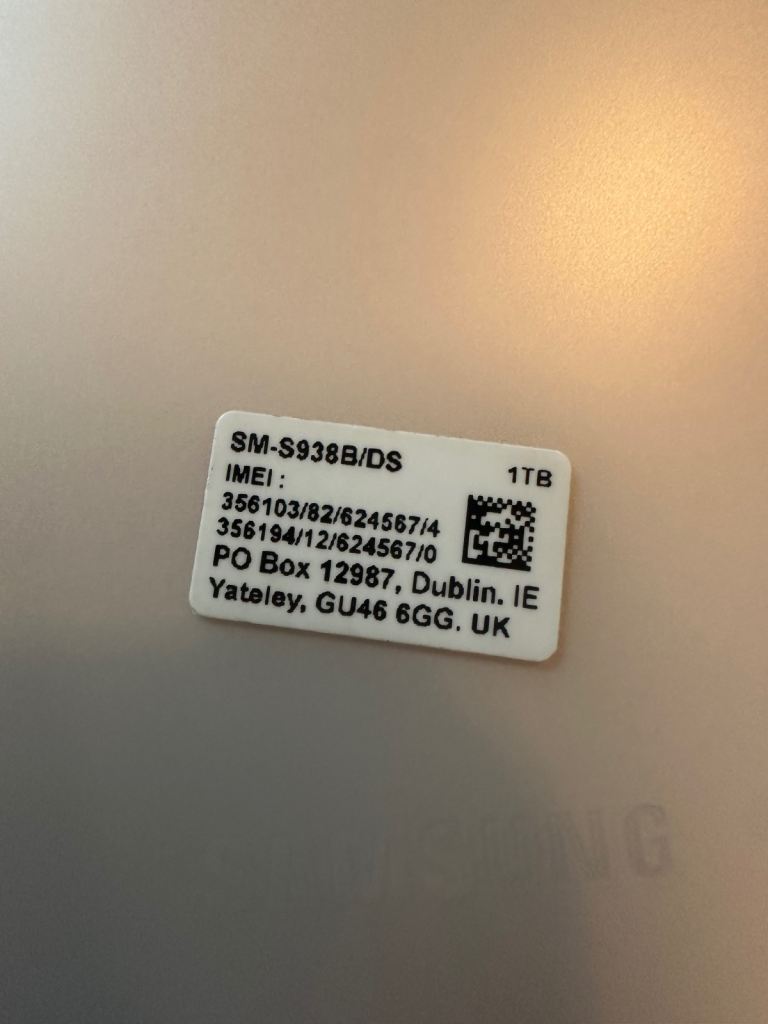 SM-S938B/DS
1TB
IMEI :
356103/82/624567/4
356194/12/624567/0
PO Box 12987, Dublin. IE
Yateley, GU46 6GG. UK
SAMSUNG